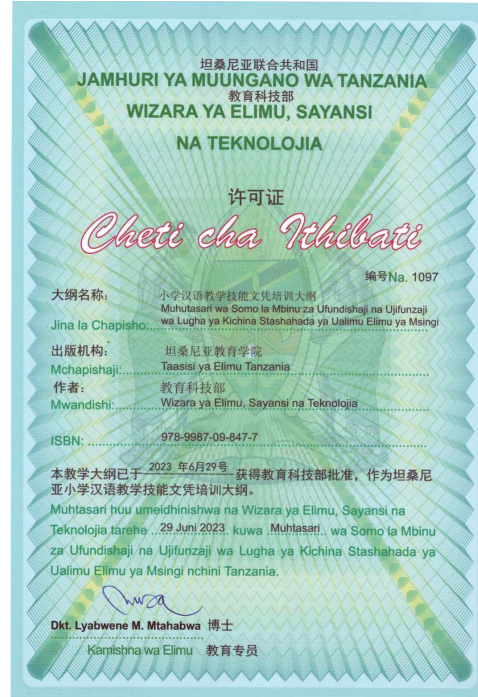 坦桑尼亚联合共和国
JAMHURI YA MUUNGANO WA TANZANIA
教育科技部
WIZARA YA ELIMU, SAYANSI
NA TEKNOLOJIA
许可证
Cheti cha Ithibati
编号Na. 1097
大纲名称: 小学汉语教学技能文凭培训大纲
Muhutasari wa Somo la Mbinu za Ufundishaji na Ujifunzaji
Jina la Chapisho:.. wa Lugha ya Kichina Stashahada ya Ualimu Elimu ya Msingi
出版机构: 坦桑尼亚教育学院
Mchapishaji: Taasisi ya Elimu Tanzania
作者: 教育科技部
Mwandishi: Wizara ya Elimu, Sayansi na Teknolojia
ISBN: 978-9987-09-847-7
本教学大纲已于 2023 年6月29号 获得教育科技部批准，作为坦桑尼
亚小学汉语教学技能文凭培训大纲。
Muhtasari huu umeidhinishwa na Wizara ya Elimu, Sayansi na
Teknolojia tarehe 29 Juni 2023 kuwa Muhtasari wa Somo la Mbinu
za Ufundishaji na Ujifunzaji wa Lugha ya Kichina Stashahada ya
Ualimu Elimu ya Msingi nchini Tanzania.
Dkt. Lyabwene M. Mtahabwa 博士
Kamishna wa Elimu 教育专员